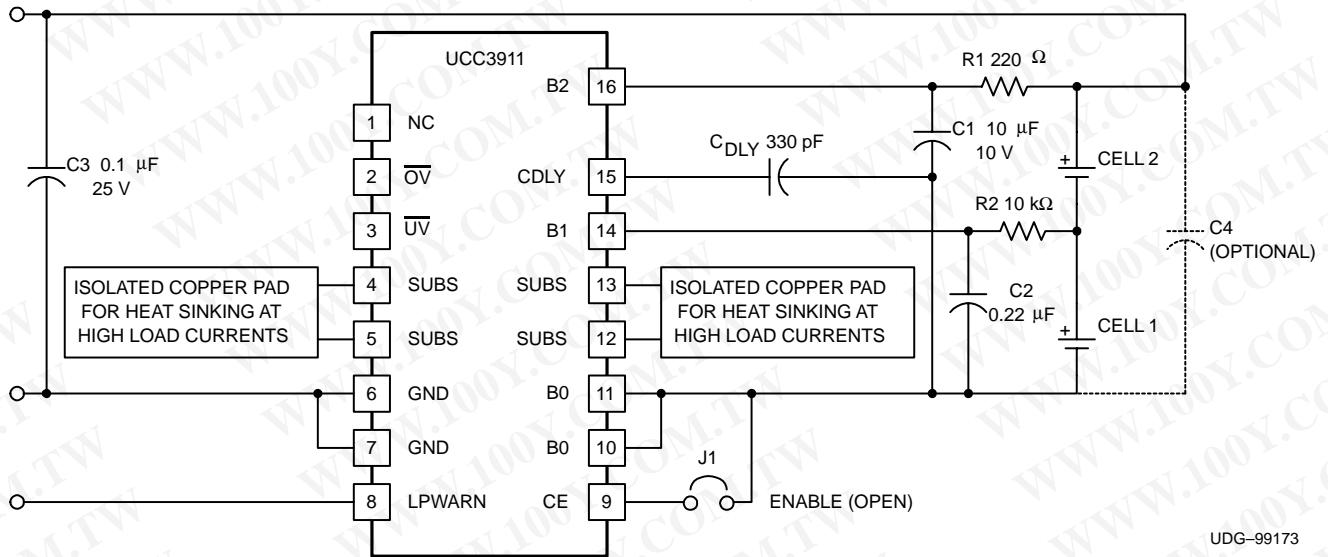 UCC3911
B2
16
R1 220 Ω
1
NC
C1 10 μF
10 V
CDLY 330 pF
CELL 2
+
C3 0.1 μF
25 V
2
OV
CDLY
15
3
UV
B1
14
R2 10 kΩ
C4
(OPTIONAL)
ISOLATED COPPER PAD
FOR HEAT SINKING AT
HIGH LOAD CURRENTS
4
SUBS
SUBS
13
ISOLATED COPPER PAD
FOR HEAT SINKING AT
HIGH LOAD CURRENTS
C2
0.22 μF
5
SUBS
SUBS
12
+
CELL 1
6
GND
B0
11
7
GND
B0
10
J1
8
LPWARN
CE
9
ENABLE (OPEN)
UDG–99173
WWW.100Y.COM.TW